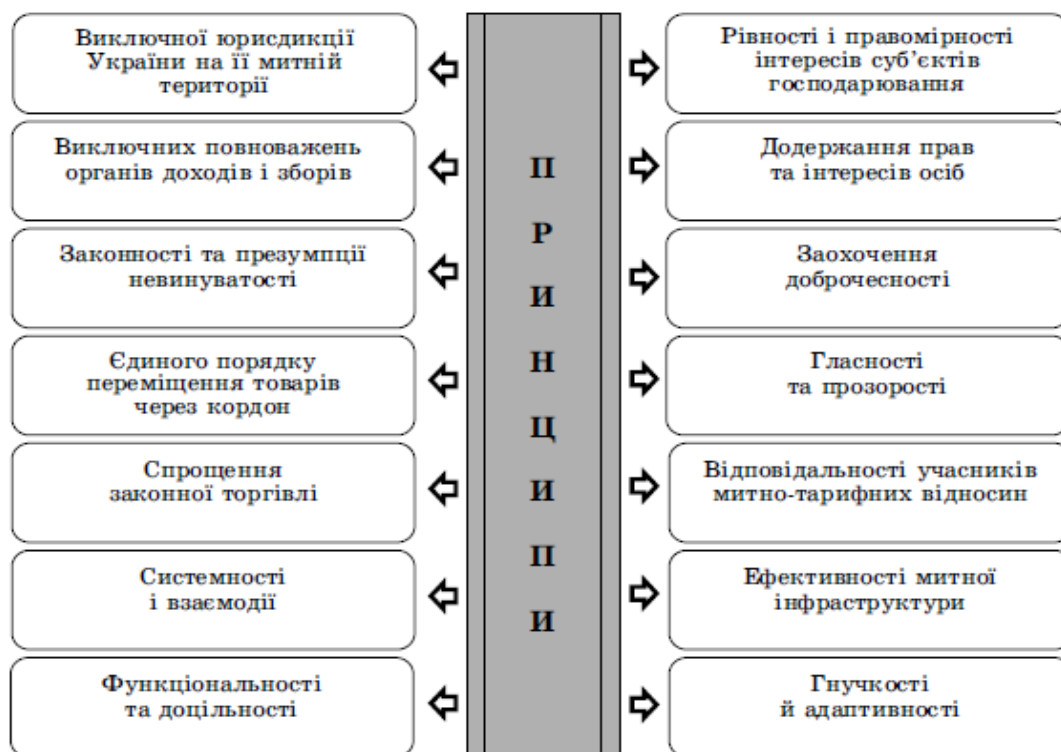 Виключної юрисдикції
України на її митній
території
Виключних повноважень
органів доходів і зборів
Законності та презумпції
невинуватості
Єдиного порядку
переміщення товарів
через кордон
Спрощення
законної торгівлі
Системності
і взаємодії
Функціональності
та доцільності
П
Р
И
Н
Ц
И
П
И
Рівності і правомірності
інтересів суб’єктів
господарювання
Додержання прав
та інтересів осіб
Заохочення
доброчесності
Гласності
та прозорості
Відповідальності учасників
митно-тарифних відносин
Ефективності митної
інфраструктури
Гнучкості
й адаптивності